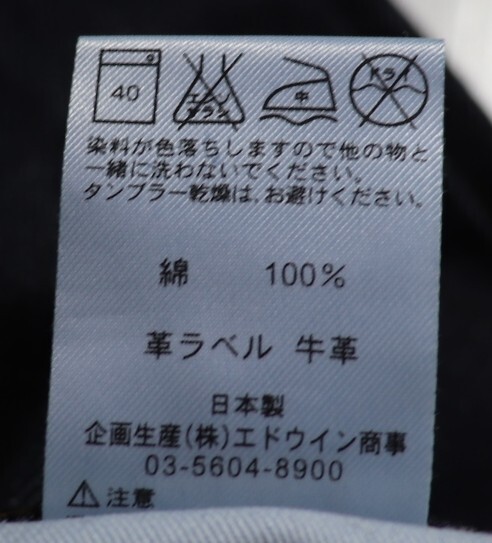 40 エンソサラシ 中 ドライ
染料が色落ちしますので他の物と
一緒に洗わないでください。
タンブラー乾燥は、お避けください。
綿 100%
革ラベル 牛革
日本製
企画生産(株)エドウイン商事
03-5604-8900
⚠注意